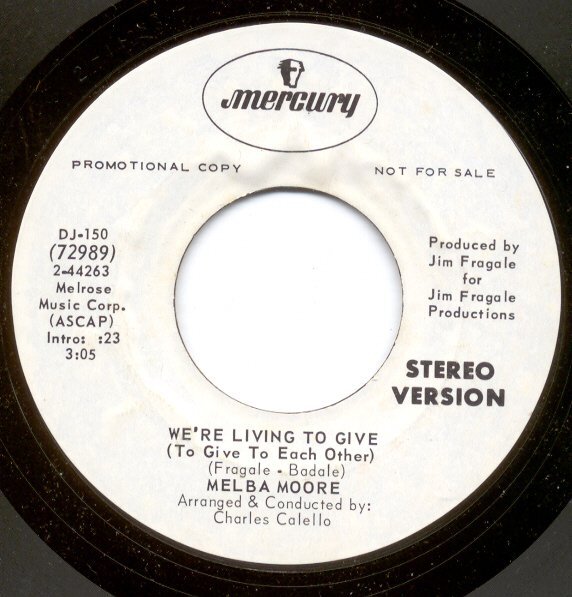 mercury
PROMOTIONAL COPY
NOT FOR SALE
DJ-150
(72989)
2-44263
Melrose
Music Corp.
(ASCAP)
Intro: :23
3:05
Produced by
Jim Fragale
for
Jim Fragale
Productions
STEREO
VERSION
WE'RE LIVING TO GIVE
(To Give To Each Other)
(Fragale - Badale)
MELBA MOORE
Arranged & Conducted by:
Charles Calello